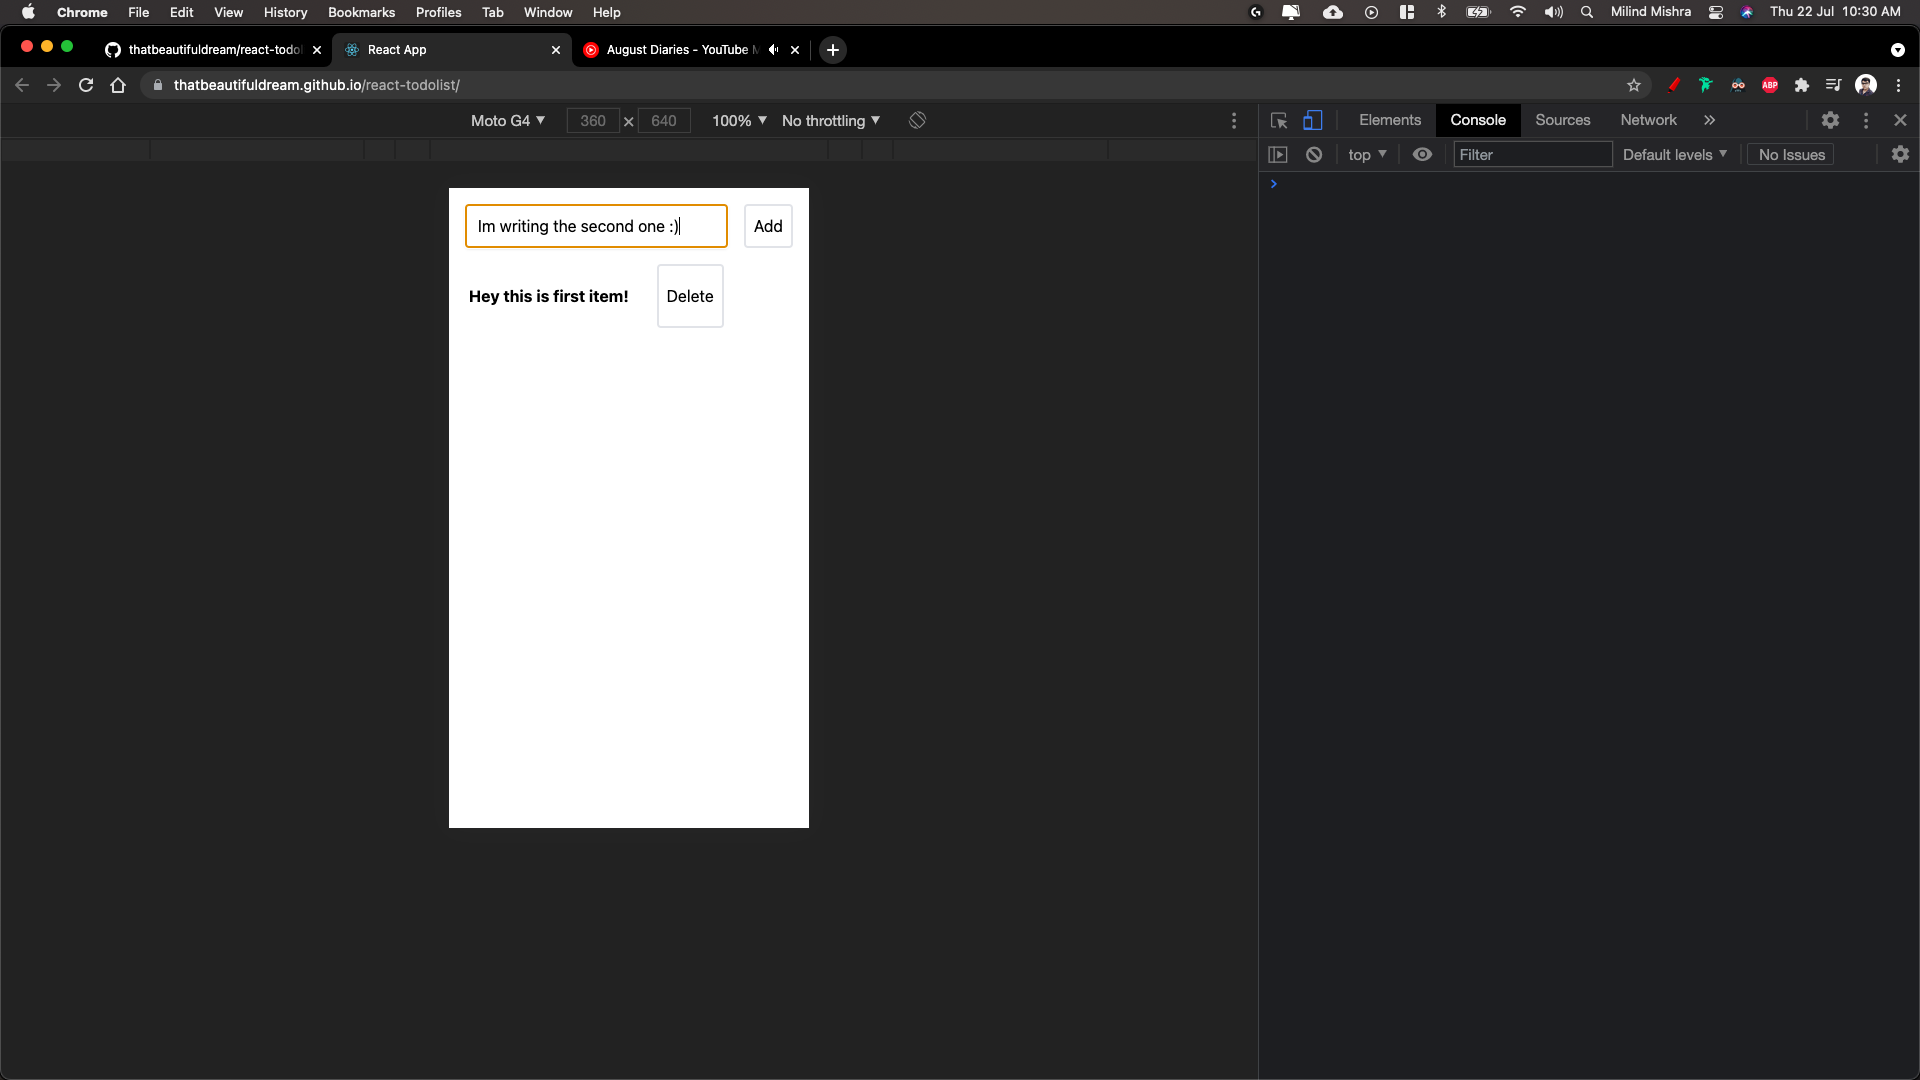 Chrome File Edit View History Bookmarks Profiles Tab Window Help Milind Mishra Thu 22 Jul 10:30 AM
thatbeautifuldream/react-todol React App August Diaries - YouTube M
thatbeautifuldream.github.io/react-todolist/ ABP
Moto G4 360 × 640 100% No throttling Elements Console Sources Network
top Filter Default levels No Issues
Im writing the second one :) Add
Hey this is first item! Delete